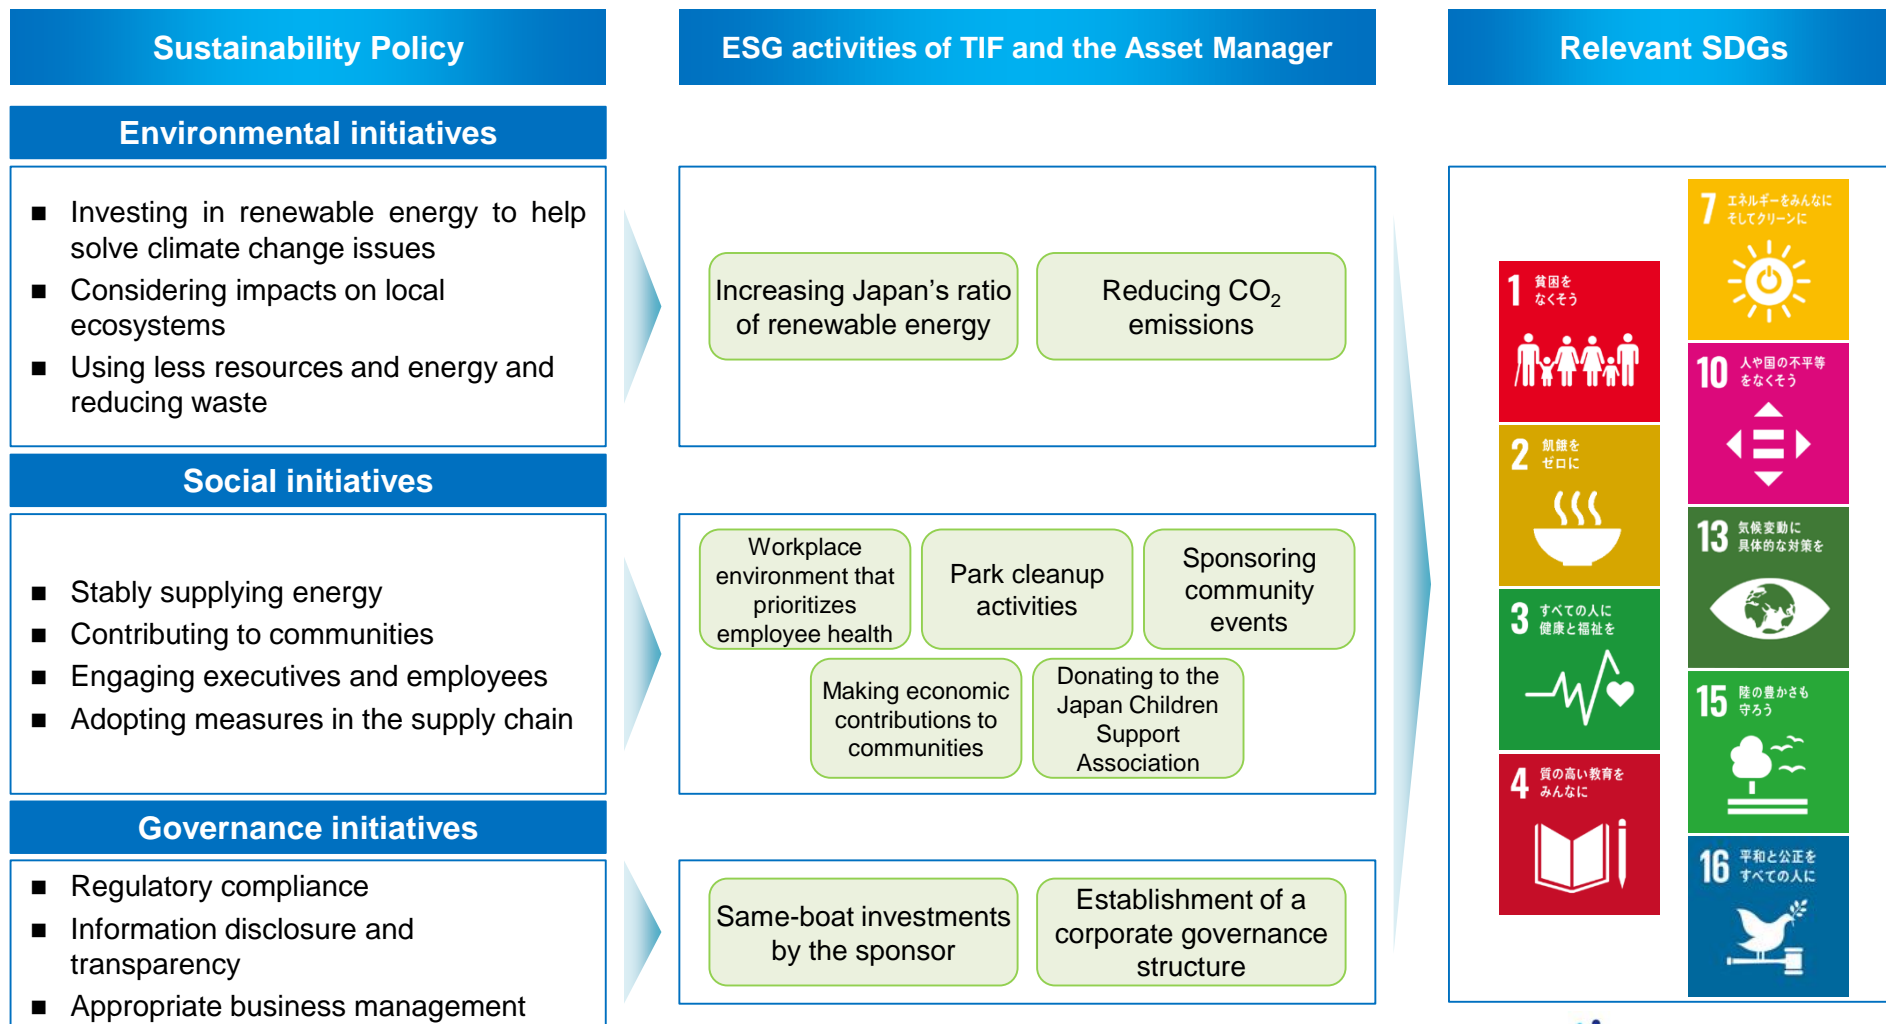 Sustainability Policy
ESG activities of TIF and the Asset Manager
Relevant SDGs
Environmental initiatives
■ Investing in renewable energy to help
solve climate change issues
■ Considering impacts on local
ecosystems
■ Using less resources and energy and
reducing waste
Increasing Japan’s ratio
of renewable energy
Reducing CO₂
emissions
Social initiatives
■ Stably supplying energy
■ Contributing to communities
■ Engaging executives and employees
■ Adopting measures in the supply chain
Workplace
environment that
prioritizes
employee health
Park cleanup
activities
Sponsoring
community
events
Making economic
contributions to
communities
Donating to the
Japan Children
Support
Association
Governance initiatives
■ Regulatory compliance
■ Information disclosure and
transparency
■ Appropriate business management
Same-boat investments
by the sponsor
Establishment of a
corporate governance
structure
1 貧困を
なくそう
2 飢餓を
ゼロに
3 すべての人に
健康と福祉を
4 質の高い教育を
みんなに
7 エネルギーをみんなに
そしてクリーンに
10 人や国の不平等
をなくそう
13 気候変動に
具体的な対策を
15 陸の豊かさも
守ろう
16 平和と公正を
すべての人に